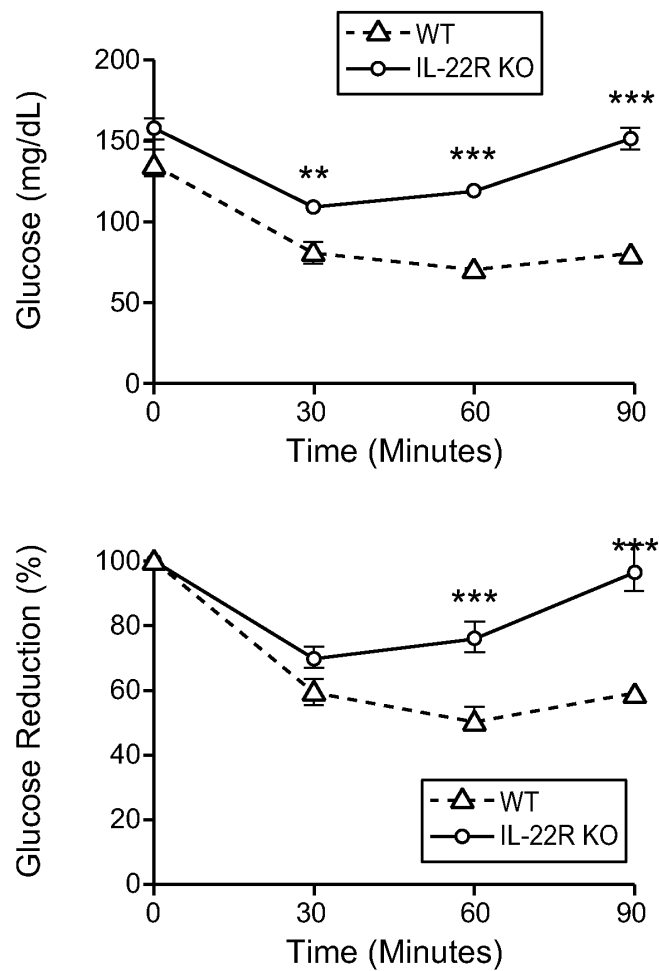 WT
IL-22R KO
Glucose (mg/dL)
200
150
100
50
0
**
***
***
0 30 60 90
Time (Minutes)
Glucose Reduction (%)
100
80
60
40
20
0
***
***
WT
IL-22R KO
0 30 60 90
Time (Minutes)